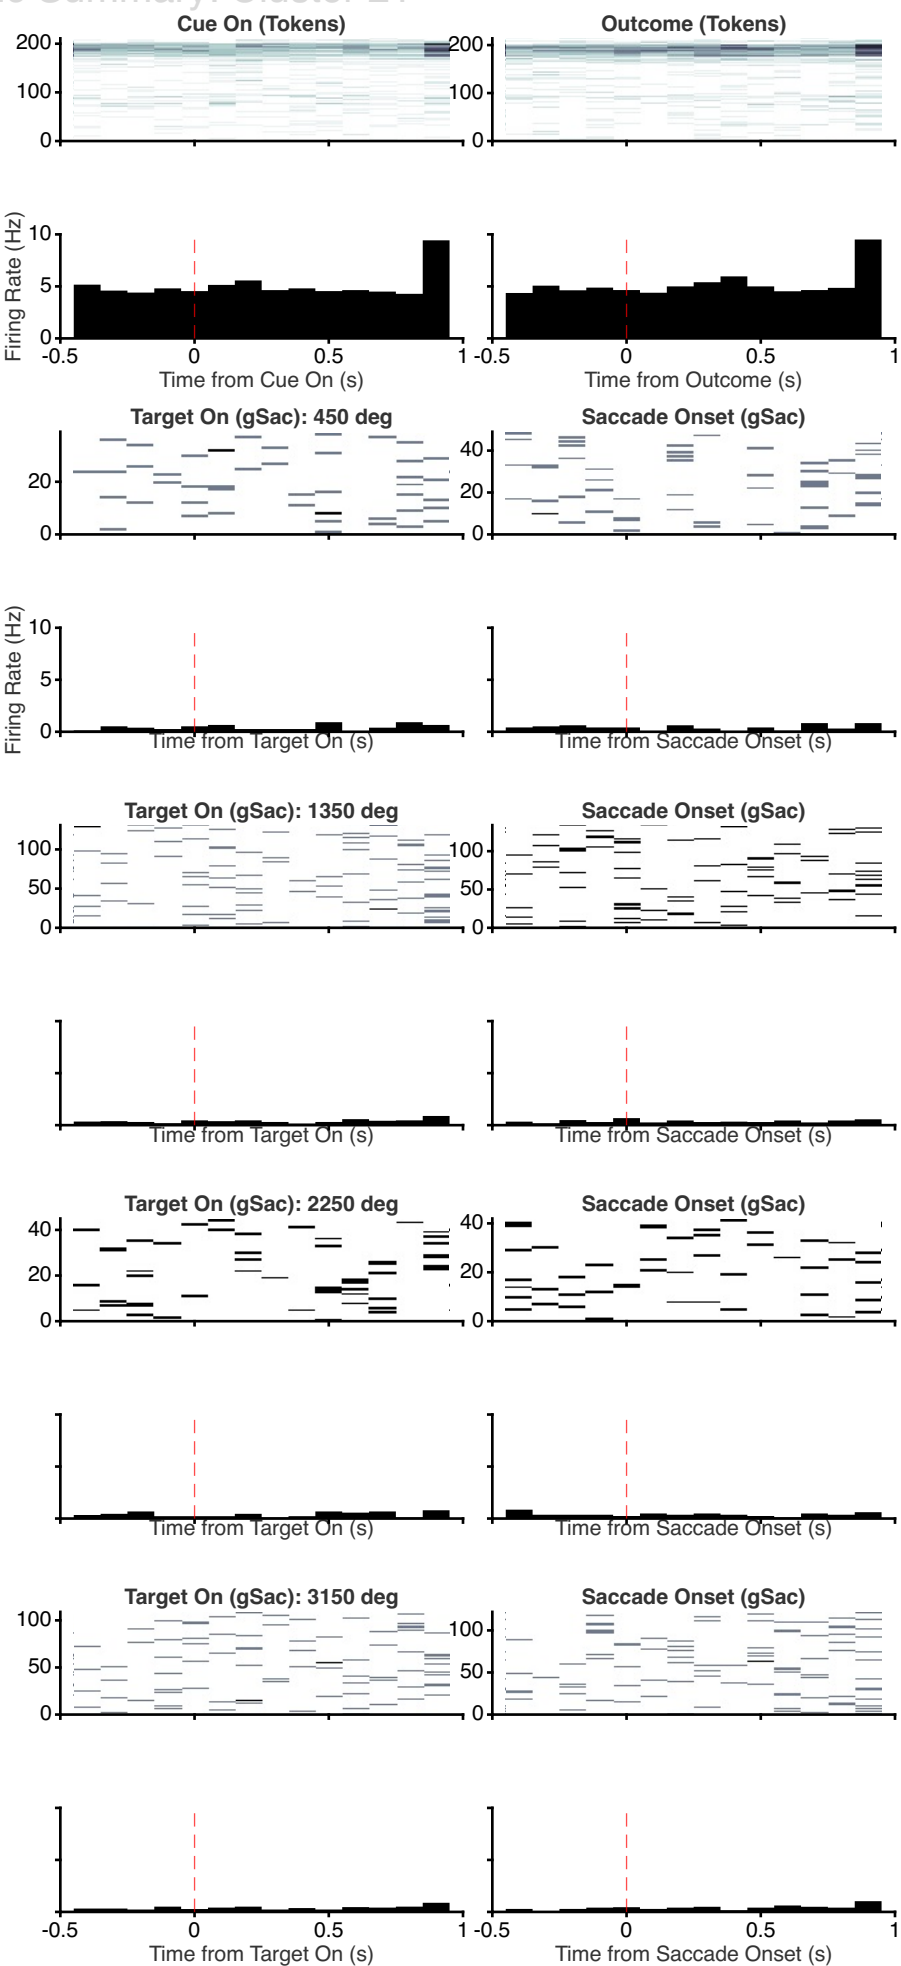 Summary: Cluster
Cue On (Tokens) Outcome (Tokens)
200 200
100 100
0 0
Firing Rate (Hz)
10
5
0
-0.5 0 0.5 1 -0.5 0 0.5 1
Time from Cue On (s) Time from Outcome (s)
Target On (gSac): 450 deg Saccade Onset (gSac)
40
20 20
0 0
Firing Rate (Hz)
10
5
0
Time from Target On (s) Time from Saccade Onset (s)
Target On (gSac): 1350 deg Saccade Onset (gSac)
100 100
50 50
0 0
Time from Target On (s) Time from Saccade Onset (s)
Target On (gSac): 2250 deg Saccade Onset (gSac)
40 40
20 20
0 0
Time from Target On (s) Time from Saccade Onset (s)
Target On (gSac): 3150 deg Saccade Onset (gSac)
100 100
50 50
0 0
-0.5 0 0.5 1 -0.5 0 0.5 1
Time from Target On (s) Time from Saccade Onset (s)